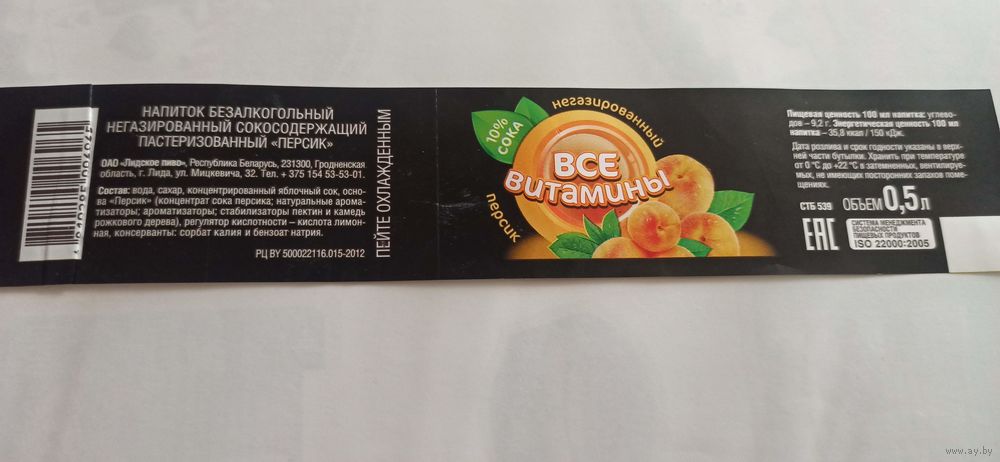 НАПИТОК БЕЗАЛКОГОЛЬНЫЙ
НЕГАЗИРОВАННЫЙ СОКОСОДЕРЖАЩИЙ
ПАСТЕРИЗОВАННЫЙ «ПЕРСИК»
ОАО «Лидское пиво», Республика Беларусь, 231300, Гродненская
область, г. Лида, ул. Мицкевича, 32. Тел. + 375 154 53-53-01.
Состав: вода, сахар, концентрированный яблочный сок, осно-
ва «Персик» (концентрат сока персика; натуральные арома-
тизаторы; ароматизаторы; стабилизаторы пектин и камедь
рожкового дерева), регулятор кислотности – кислота лимон-
ная, консерванты: сорбат калия и бензоат натрия.
РЦ BY 500022116.015-2012
ПЕЙТЕ ОХЛАЖДЕННЫМ
10%
СОКА
негазированный
ВСЕ
ВИТАМИНЫ
персик
Пищевая ценность 100 мл напитка: углево-
дов – 9,2 г. Энергетическая ценность 100 мл
напитка – 35,8 ккал / 150 кДж.
Дата розлива и срок годности указаны в верх-
ней части бутылки. Хранить при температуре
от 0 °С до +22 °С в затемненных, вентилируе-
мых, не имеющих посторонних запахов поме-
щениях.
СТБ 539 ОБЪЕМ 0,5 л
ЕАС
СИСТЕМА МЕНЕДЖМЕНТА
БЕЗОПАСНОСТИ
ПИЩЕВЫХ ПРОДУКТОВ
ISO 22000:2005
www.ay.by